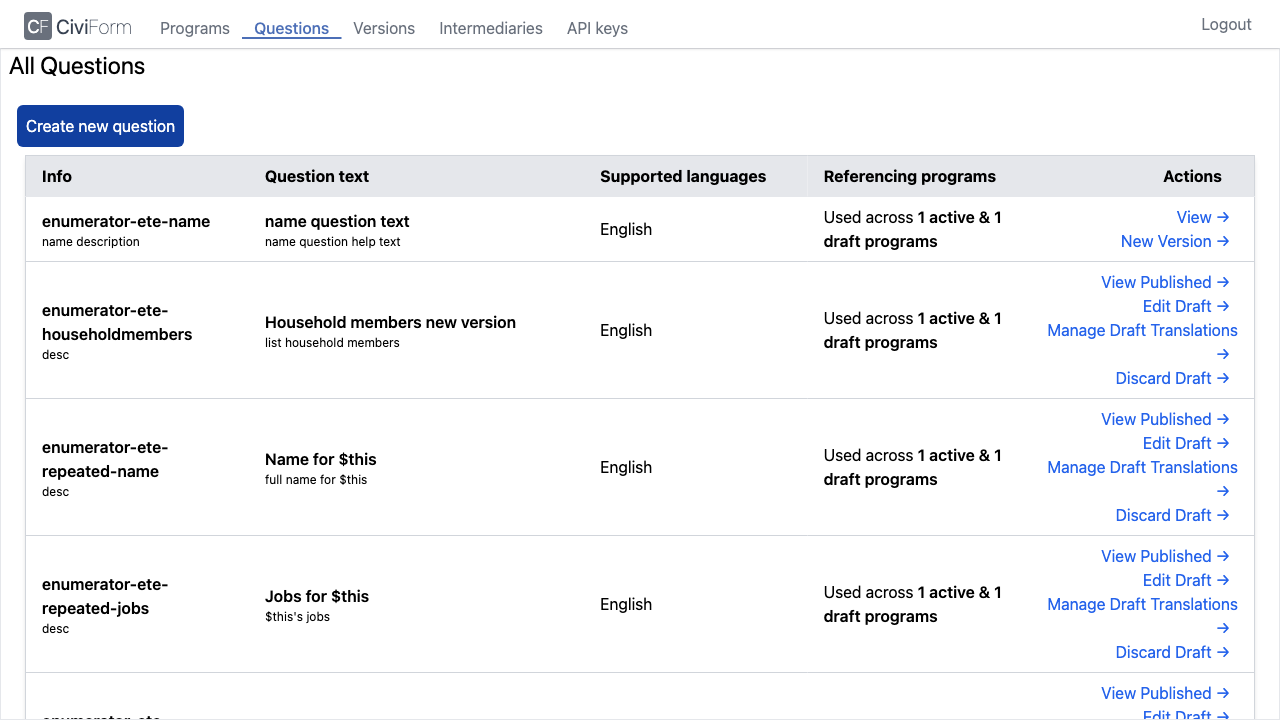 CF CiviForm Programs Questions Versions Intermediaries API keys Logout
All Questions
Create new question
Info Question text Supported languages Referencing programs Actions
enumerator-ete-name
name description
name question text
name question help text
English
Used across 1 active & 1
draft programs
View →
New Version →
enumerator-ete-
householdmembers
desc
Household members new version
list household members
English
Used across 1 active & 1
draft programs
View Published →
Edit Draft →
Manage Draft Translations
→
Discard Draft →
enumerator-ete-
repeated-name
desc
Name for $this
full name for $this
English
Used across 1 active & 1
draft programs
View Published →
Edit Draft →
Manage Draft Translations
→
Discard Draft →
enumerator-ete-
repeated-jobs
desc
Jobs for $this
$this's jobs
English
Used across 1 active & 1
draft programs
View Published →
Edit Draft →
Manage Draft Translations
→
Discard Draft →
enumerator-ete-
View Published →
Edit Draft →